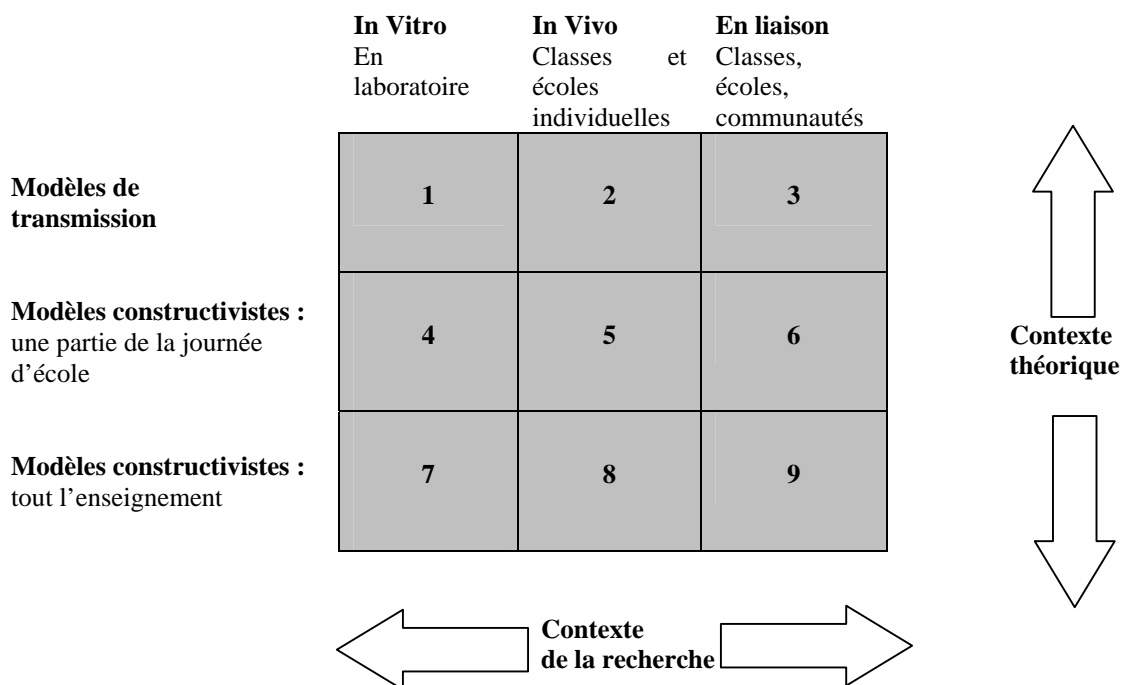 In Vitro
En
laboratoire
In Vivo
Classes et
écoles
individuelles
En liaison
Classes,
écoles,
communautés
Modèles de
transmission
1 2 3
Modèles constructivistes :
une partie de la journée
d’école
4 5 6
Modèles constructivistes :
tout l’enseignement
7 8 9
Contexte
théorique
Contexte
de la recherche